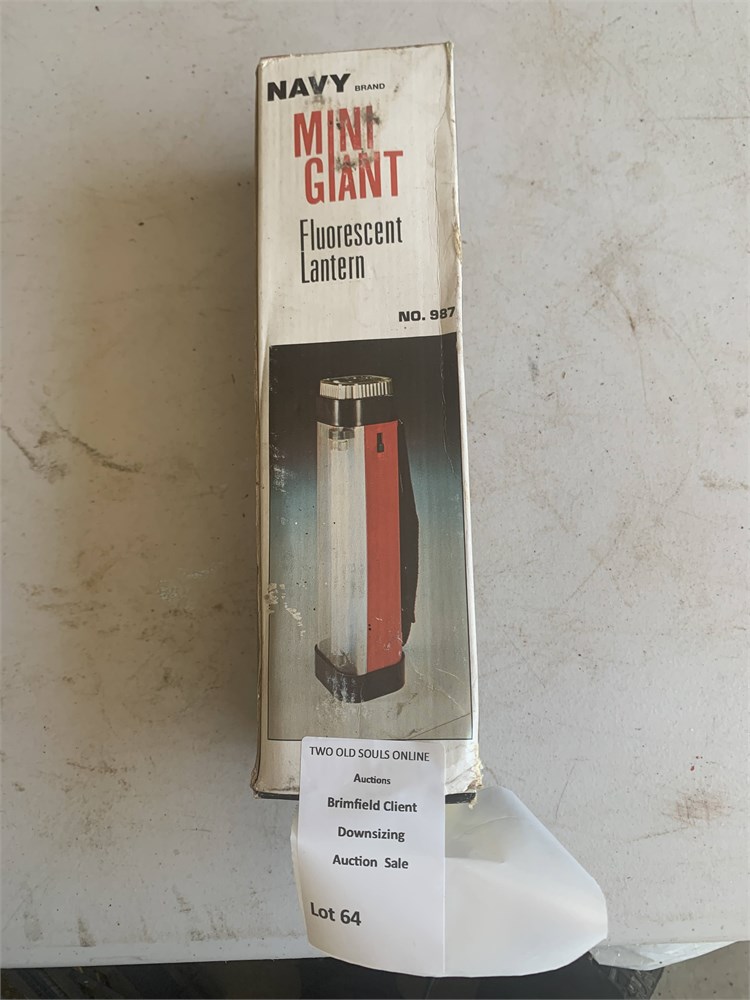 NAVY BRAND
MINI
GIANT
Fluorescent
Lantern
NO. 987
TWO OLD SOULS ONLINE
Auctions
Brimfield Client
Downsizing
Auction Sale
Lot 64